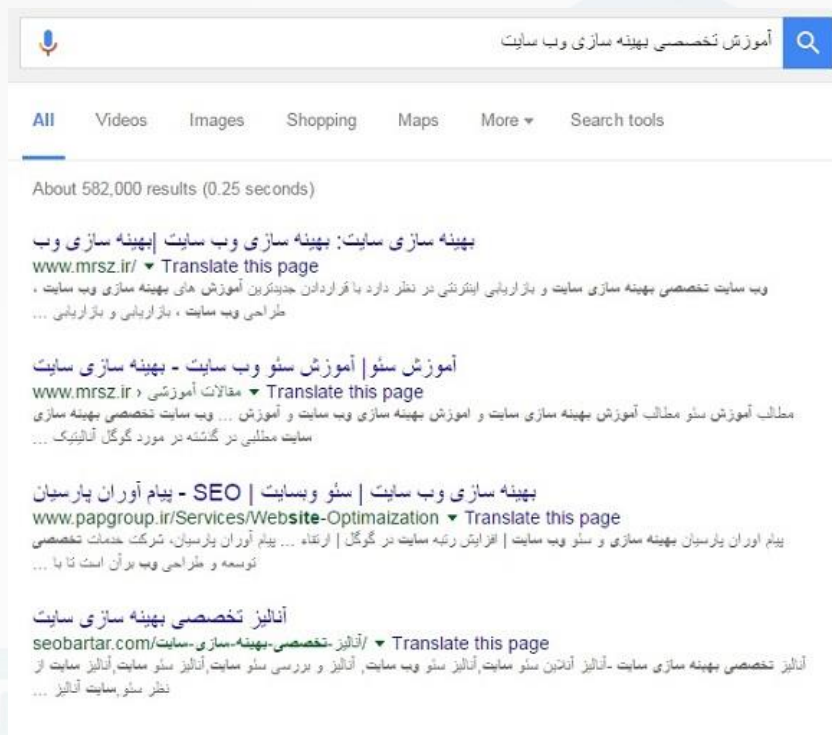 آموزش تخصصی بهینه سازی وب سایت
All Videos Images Shopping Maps More Search tools
About 582,000 results (0.25 seconds)
بهینه سازی سایت: بهینه سازی وب سایت |بهینه سازی وب
www.mrsz.ir/ Translate this page
وب سایت تخصصی بهینه سازی سایت و بازاریابی اینترنتی در نظر دارد با قراردادن جدیدترین آموزش های بهینه سازی وب سایت ،
طراحی وب سایت ، بازاریابی و بازاریابی ...
آموزش سئو| آموزش سئو وب سایت - بهینه سازی سایت
www.mrsz.ir › مقالات آموزشی Translate this page
مطالب آموزش سئو مطالب آموزش بهینه سازی سایت و اموزش بهینه سازی وب سایت و آموزش ... وب سایت تخصصی بهینه سازی
سایت مطلبی در گذشته در مورد گوگل آنالیتیک ...
بهینه سازی وب سایت | سئو وبسایت | SEO - پیام آوران پارسیان
www.papgroup.ir/Services/Website-Optimaization Translate this page
پیام اوران پارسیان بهینه سازی و سئو وب سایت | افزایش رتبه سایت در گوگل | ارتقاء ... پیام آوران پارسیان، شرکت خدمات تخصصی
توسعه و طراحی وب برآن است تا با ...
آنالیز تخصصی بهینه سازی سایت
seobartar.com/آنالیز-تخصصی-بهینه-سازی-سایت/ Translate this page
آنالیز تخصصی بهینه سازی سایت -آنالیز آنلاین سئو سایت,آنالیز سئو وب سایت, آنالیز و بررسی سئو سایت,آنالیز سئو سایت,آنالیز سایت از
نظر سئو,سایت آنالیز ...